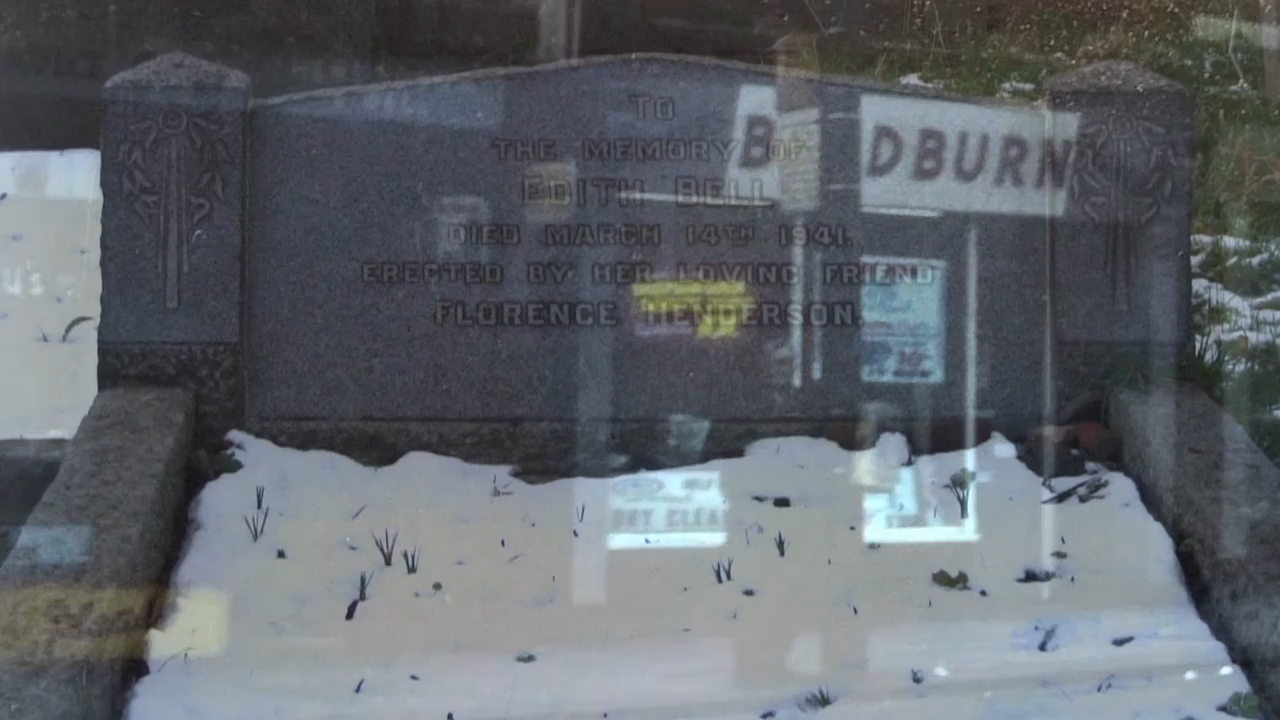 TO
THE MEMORY OF
EDITH BELL
DIED MARCH 14TH 1941.
ERECTED BY HER LOVING FRIEND
FLORENCE HENDERSON.
B DBURN